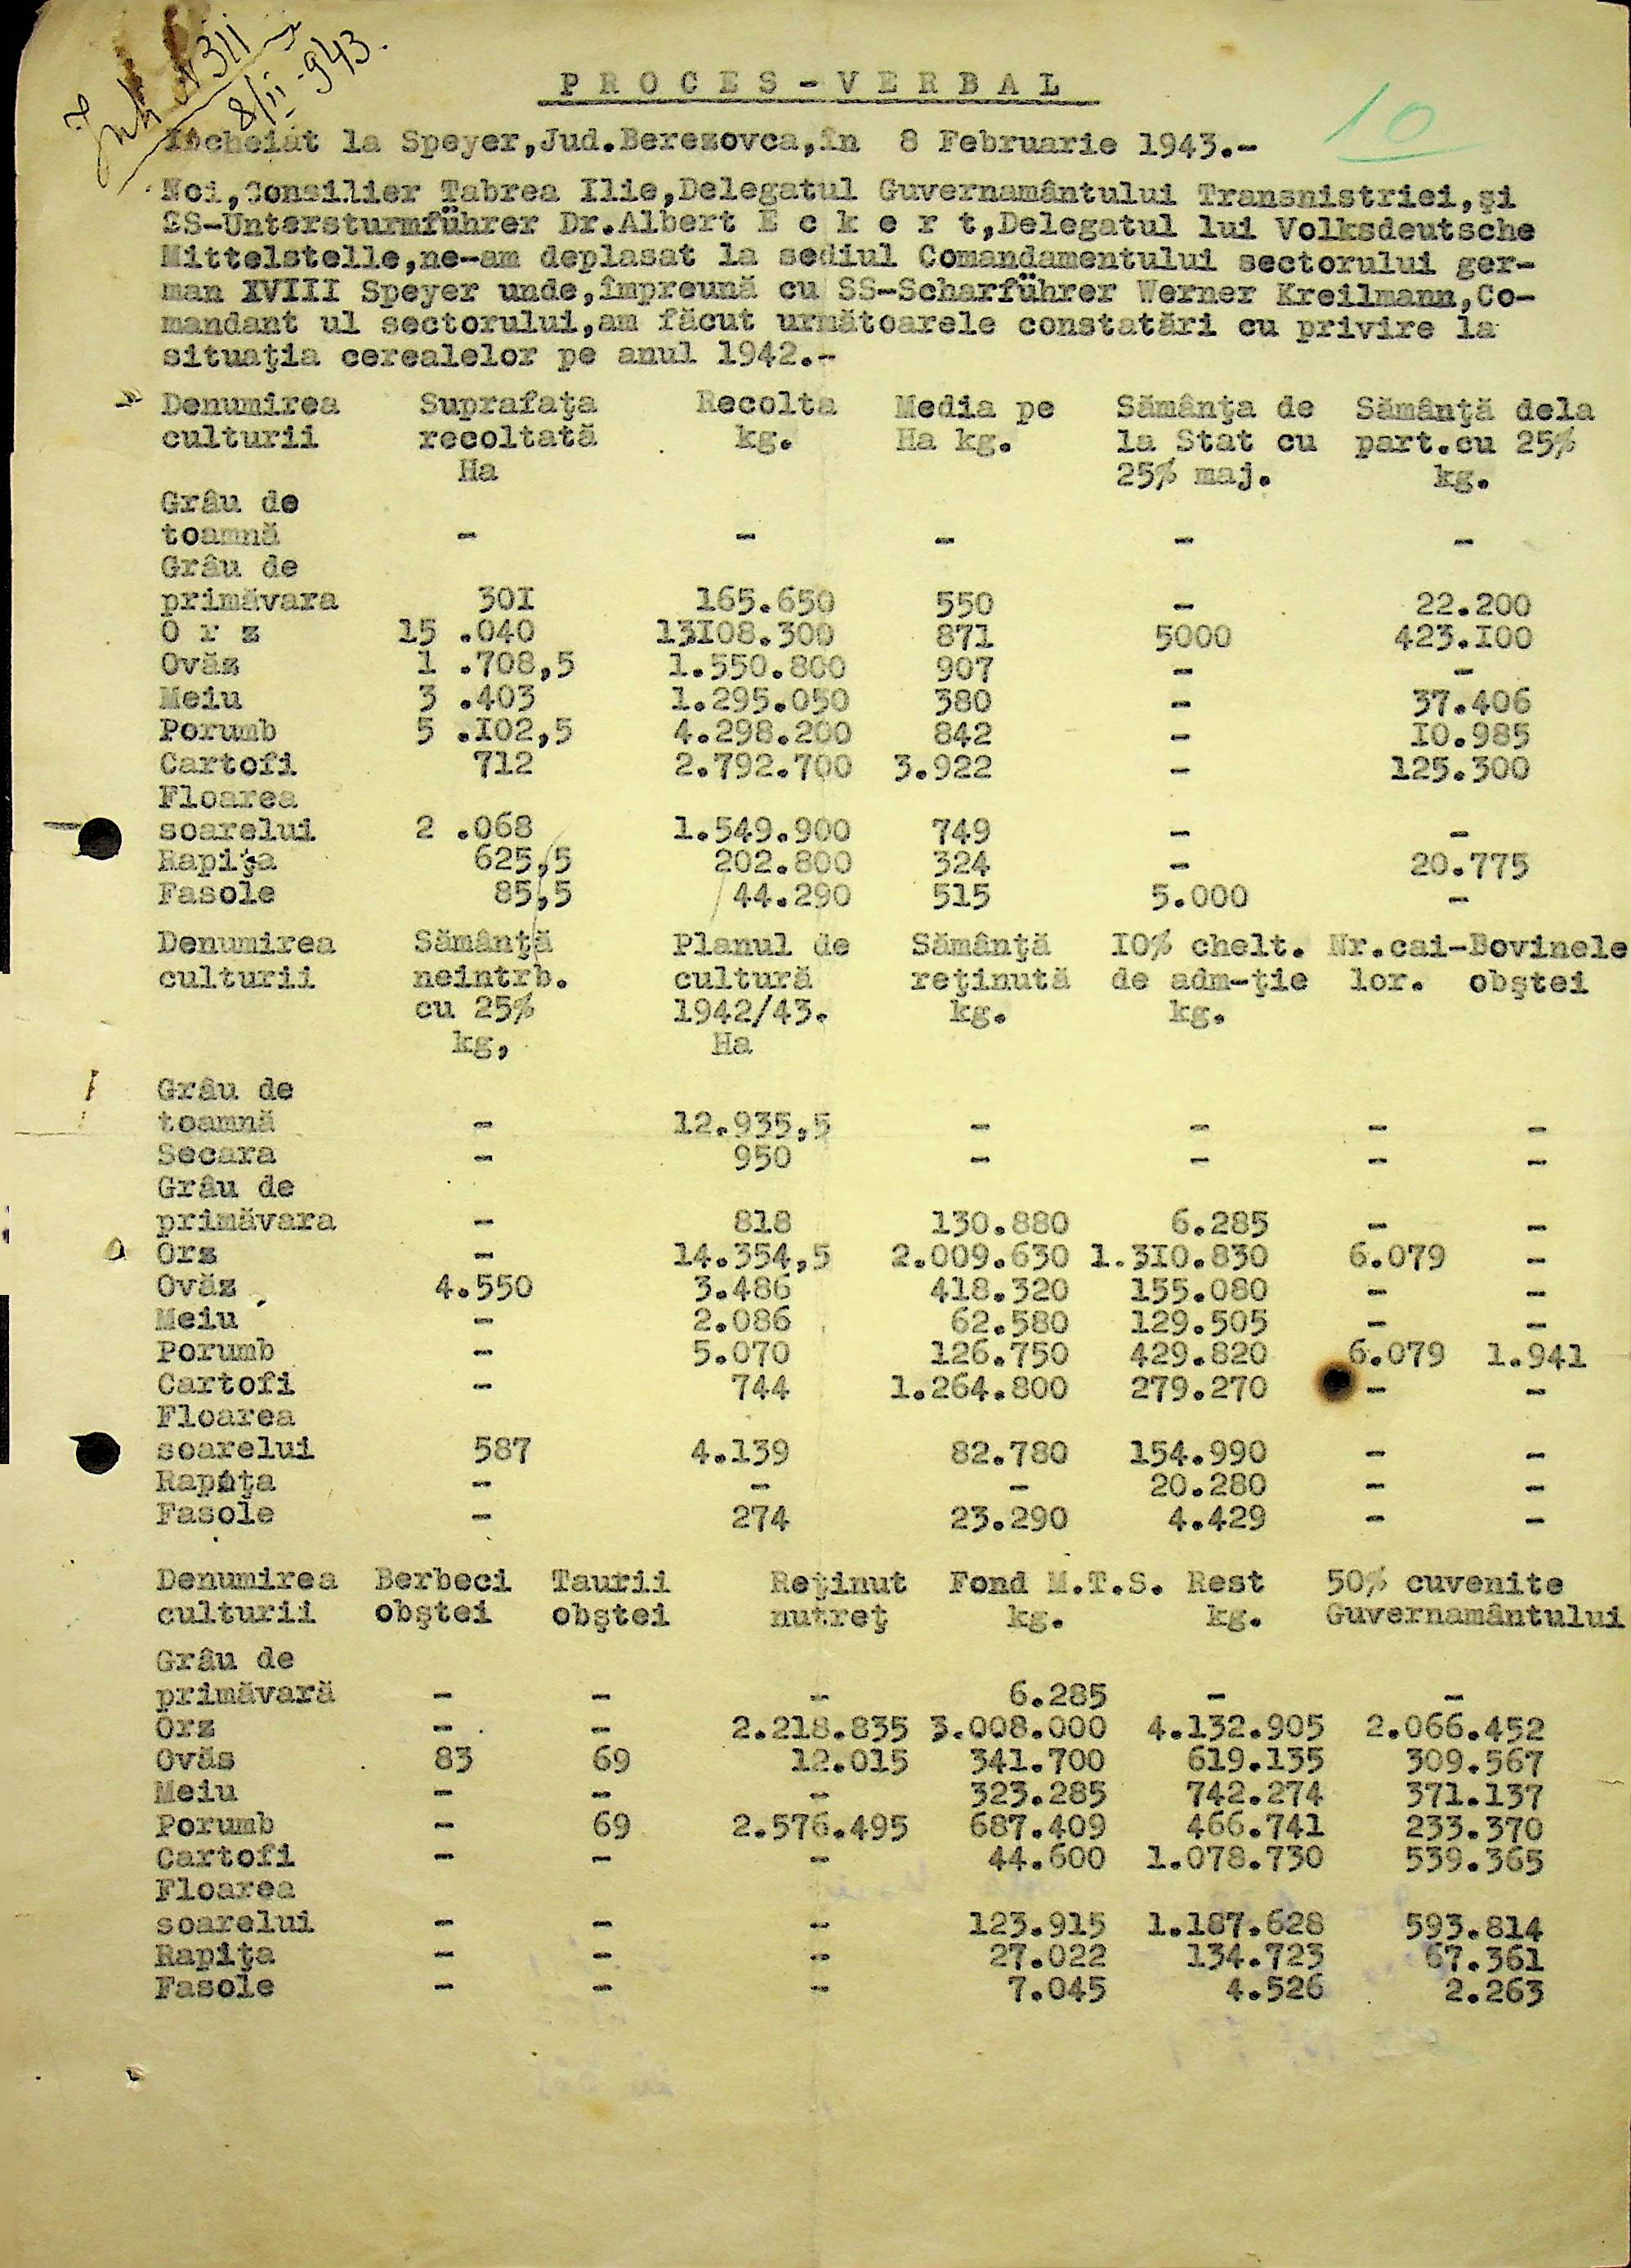 Nr 311
8/II-943.
10
PROCES-VERBAL
Incheiat la Speyer,Jud.Berezovca,în 8 Februarie 1943.-
Noi,Consilier Tabrea Ilie,Delegatul Guvernamântului Transnistriei,şi
SS-Untersturmführer Dr.Albert E c k e r t,Delegatul lui Volksdeutsche
Mittelstelle,ne-am deplasat la sediul Comandamentului sectorului ger-
man XVIII Speyer unde,împreună cu SS-Scharführer Werner Kreilmann,Co-
mandant ul sectorului,am făcut următoarele constatări cu privire la
situaţia cerealelor pe anul 1942.-
Denumirea Suprafaţa Recolta Media pe Sămânţa de Sămânţă dela
culturii recoltată kg. Ha kg. la Stat cu part.cu 25%
Ha 25% maj. kg.
Grâu de
toamnă - - - - -
Grâu de
primăvara 30I 165.650 550 - 22.200
O r z 15 .040 13I08.300 871 5000 423.I00
Ovăz 1 .708,5 1.550.800 907 - -
Meiu 3 .403 1.295.050 380 - 37.406
Porumb 5 .I02,5 4.298.200 842 - I0.985
Cartofi 712 2.792.700 3.922 - 125.300
Floarea
soarelui 2 .068 1.549.900 749 - -
Rapiţa 625,5 202.800 324 - 20.775
Fasole 85,5 44.290 515 5.000 -
Denumirea Sămânţă Planul de Sămânţă I0% chelt. Nr.cai- Bovinele
culturii neintrb. cultură reţinută de adm-ţie lor. obştei
cu 25% 1942/43. kg. kg.
kg, Ha
Grâu de
toamnă - 12.935,5 - - - -
Secara - 950 - - - -
Grâu de
primăvara - 818 130.880 6.285 - -
Orz - 14.354,5 2.009.630 1.3I0.830 6.079 -
Ovăz 4.550 3.486 418.320 155.080 - -
Meiu - 2.086 62.580 129.505 - -
Porumb - 5.070 126.750 429.820 6.079 1.941
Cartofi - 744 1.264.800 279.270 - -
Floarea
soarelui 587 4.139 82.780 154.990 - -
Rapiţa - - - 20.280 - -
Fasole - 274 23.290 4.429 - -
Denumirea Berbeci Taurii Reţinut Fond M.T.S. Rest 50% cuvenite
culturii obştei obştei nutreţ kg. kg. Guvernamântului
Grâu de
primăvară - - - 6.285 - -
Orz - - 2.218.835 3.008.000 4.132.905 2.066.452
Ovăs 83 69 12.015 341.700 619.135 309.567
Meiu - - - 323.285 742.274 371.137
Porumb - 69 2.576.495 687.409 466.741 233.370
Cartofi - - - 44.600 1.078.730 539.365
Floarea
soarelui - - - 123.915 1.187.628 593.814
Rapiţa - - - 27.022 134.723 67.361
Fasole - - - 7.045 4.526 2.263